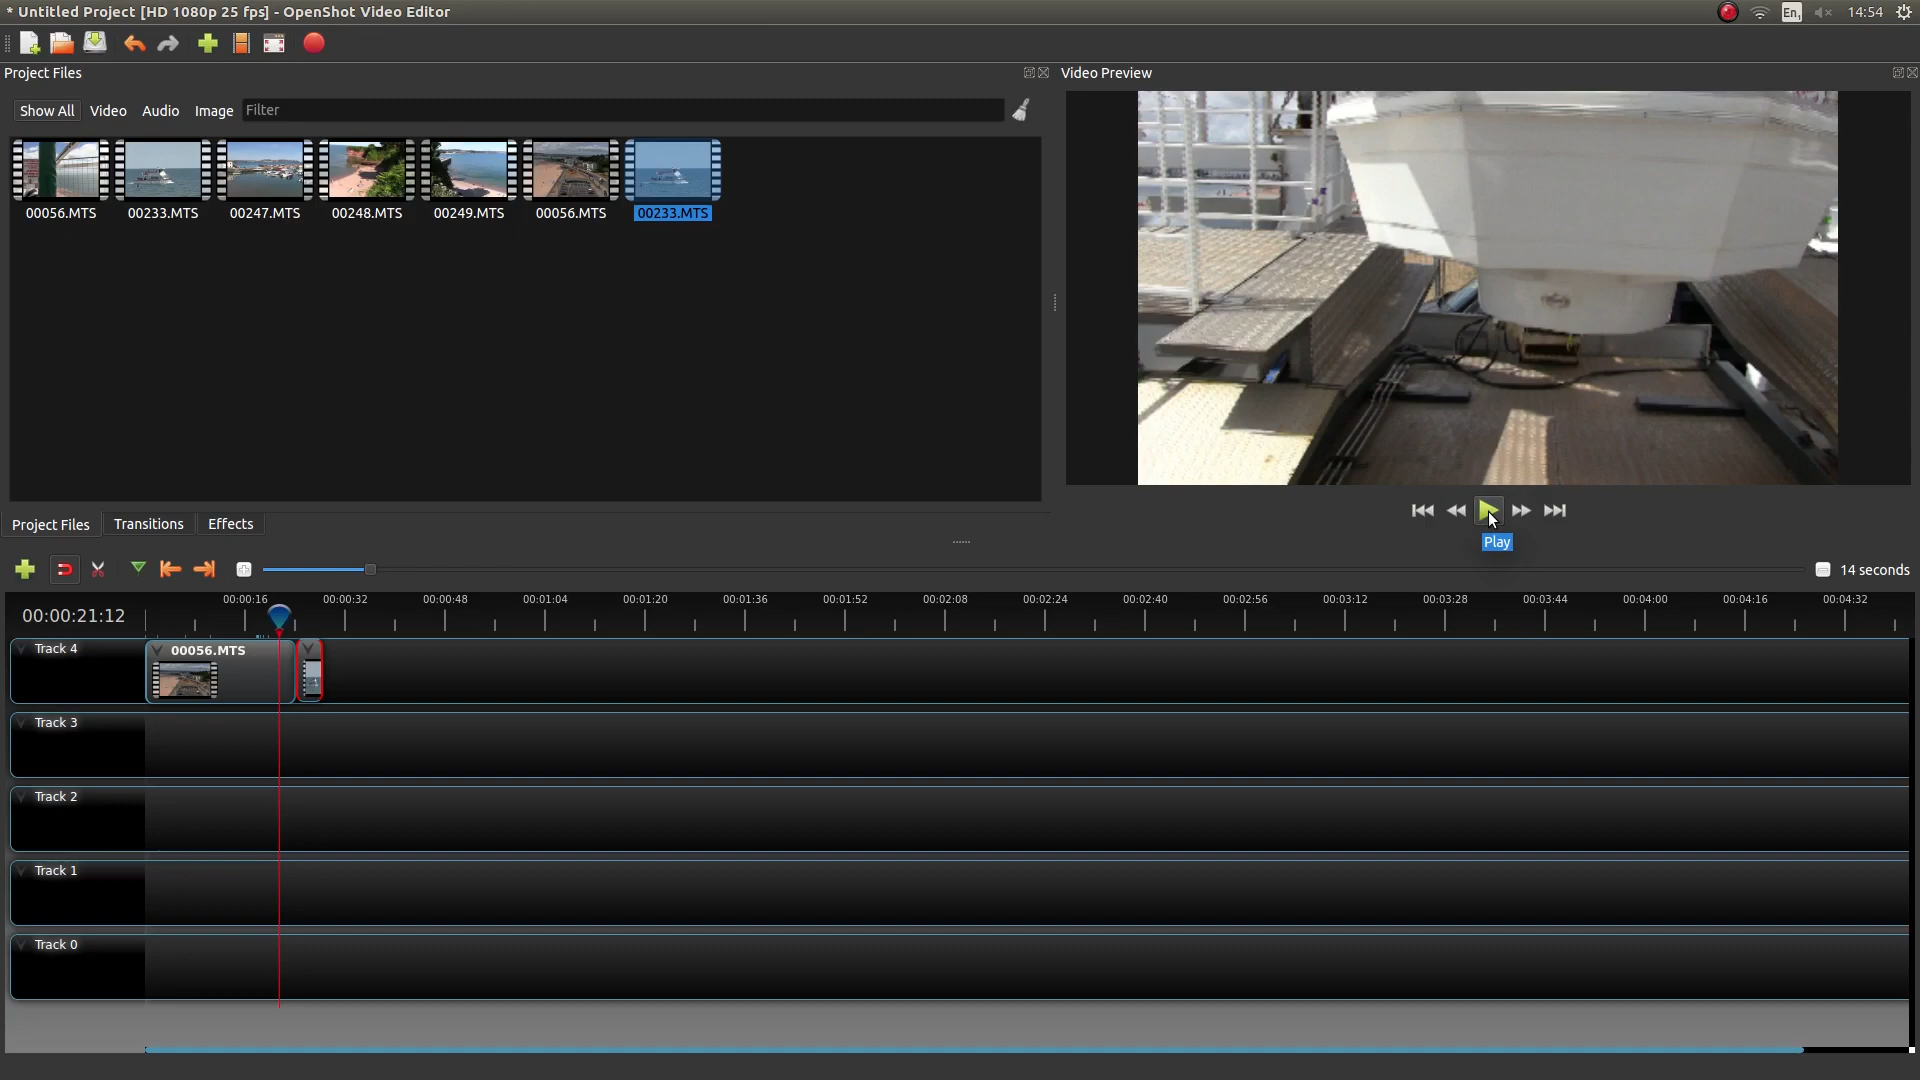 * Untitled Project [HD 1080p 25 fps] - OpenShot Video Editor
En1 14:54
Project Files
Video Preview
Show All Video Audio Image Filter
00056.MTS 00233.MTS 00247.MTS 00248.MTS 00249.MTS 00056.MTS 00233.MTS
Project Files Transitions Effects
Play
14 seconds
00:00:21:12
00:00:16 00:00:32 00:00:48 00:01:04 00:01:20 00:01:36 00:01:52 00:02:08 00:02:24 00:02:40 00:02:56 00:03:12 00:03:28 00:03:44 00:04:00 00:04:16 00:04:32
Track 4
00056.MTS
Track 3
Track 2
Track 1
Track 0